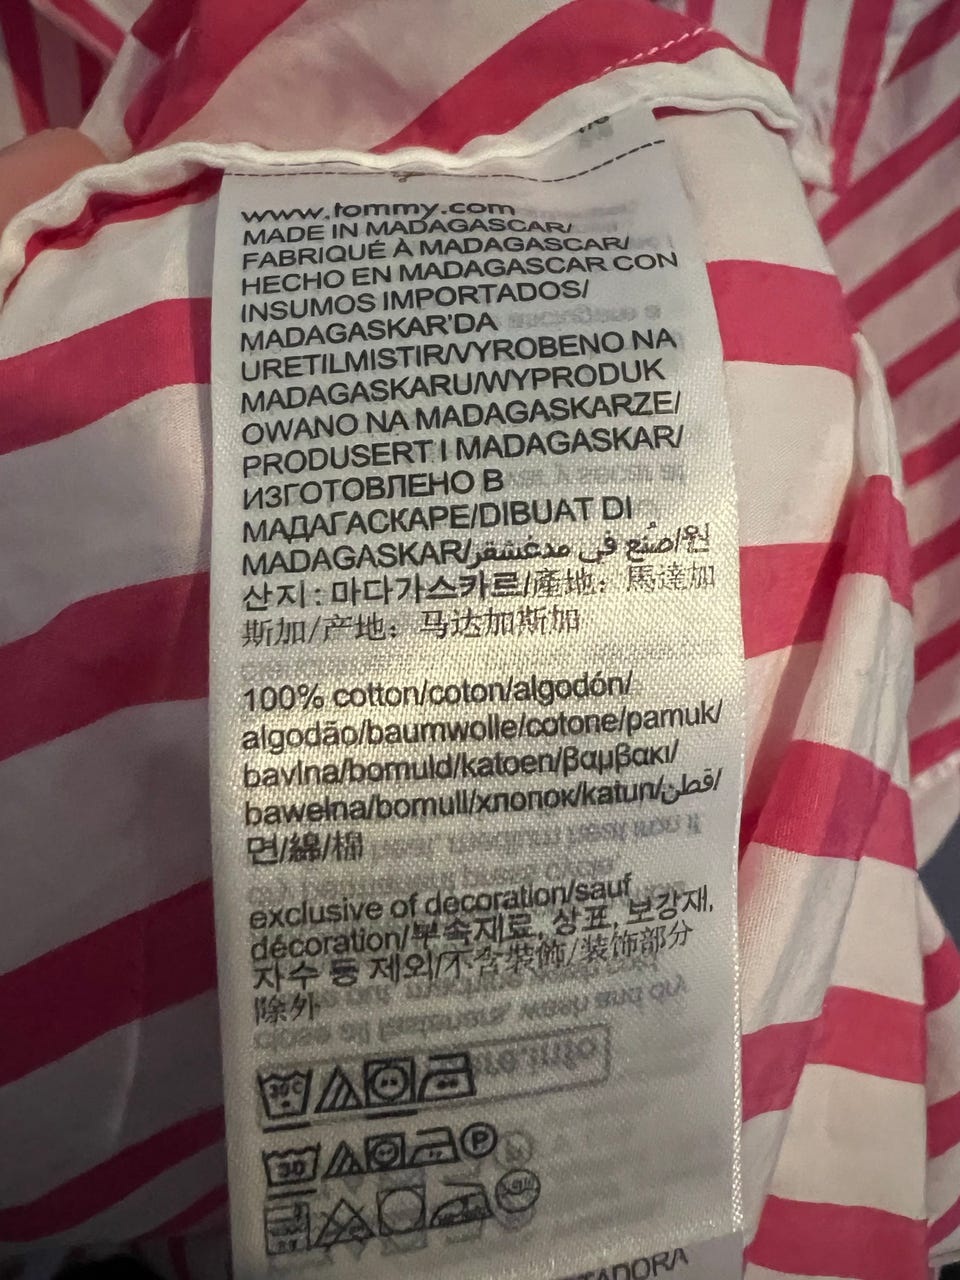 www.tommy.com
MADE IN MADAGASCAR/
FABRIQUÉ À MADAGASCAR/
HECHO EN MADAGASCAR CON
INSUMOS IMPORTADOS/
MADAGASKAR'DA
URETILMISTIR/VYROBENO NA
MADAGASKARU/WYPRODUK
OWANO NA MADAGASKARZE/
PRODUSERT I MADAGASKAR/
ИЗГОТОВЛЕНО В
МАДАГАСКАРЕ/DIBUAT DI
MADAGASKAR/صُنع في مدغشقر/원
산지 : 마다가스카르/產地：馬達加
斯加/产地：马达加斯加
100% cotton/coton/algodón/
algodão/baumwolle/cotone/pamuk/
bavlna/bomuld/katoen/βαμβακι/
bawełna/bomull/хлопок/katun/قطن/
면/綿/棉
exclusive of decoration/sauf
décoration/부속재료, 상표, 보강재,
자수 등 제외/不含裝飾/装饰部分
除外
30°C
30 P
TADORA